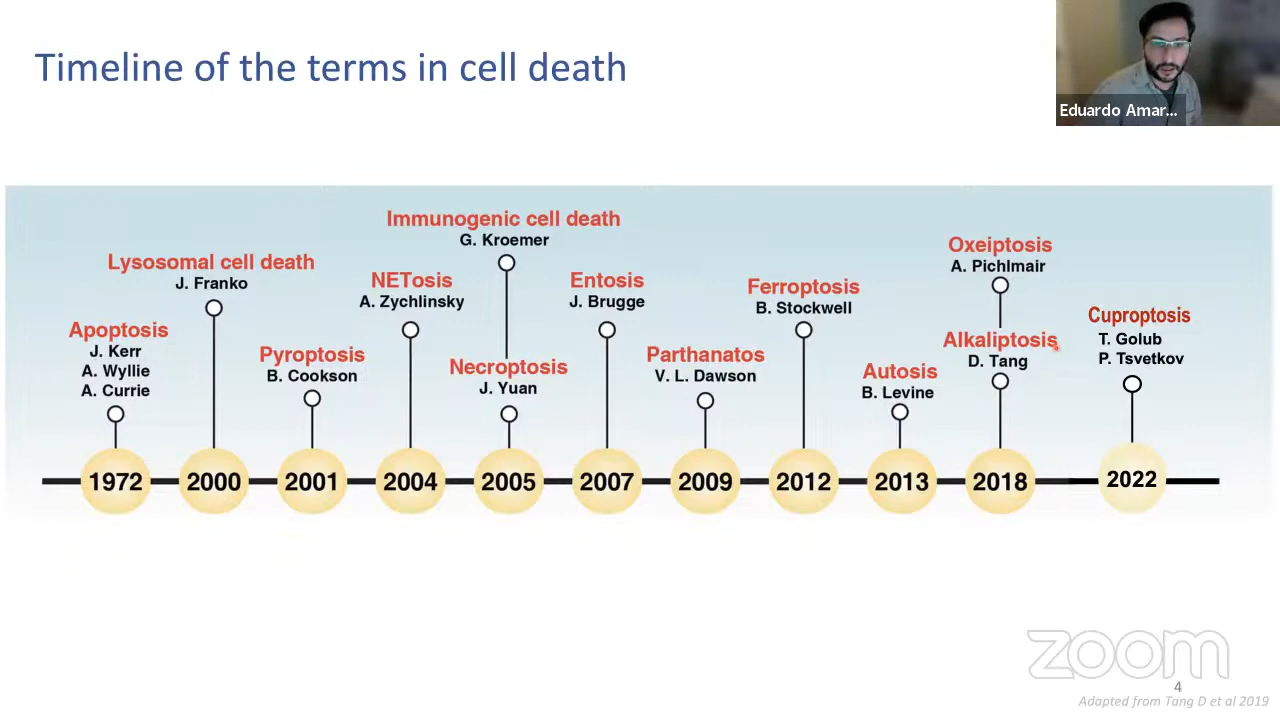 Timeline of the terms in cell death
Eduardo Amar...
Immunogenic cell death
G. Kroemer
Lysosomal cell death
J. Franko
NETosis
A. Zychlinsky
Entosis
J. Brugge
Ferroptosis
B. Stockwell
Oxeiptosis
A. Pichlmair
Apoptosis
J. Kerr
A. Wyllie
A. Currie
Pyroptosis
B. Cookson
Necroptosis
J. Yuan
Parthanatos
V. L. Dawson
Autosis
B. Levine
Alkaliptosis
D. Tang
Cuproptosis
T. Golub
P. Tsvetkov
1972 2000 2001 2004 2005 2007 2009 2012 2013 2018 2022
zoom
4
Adapted from Tang D et al 2019